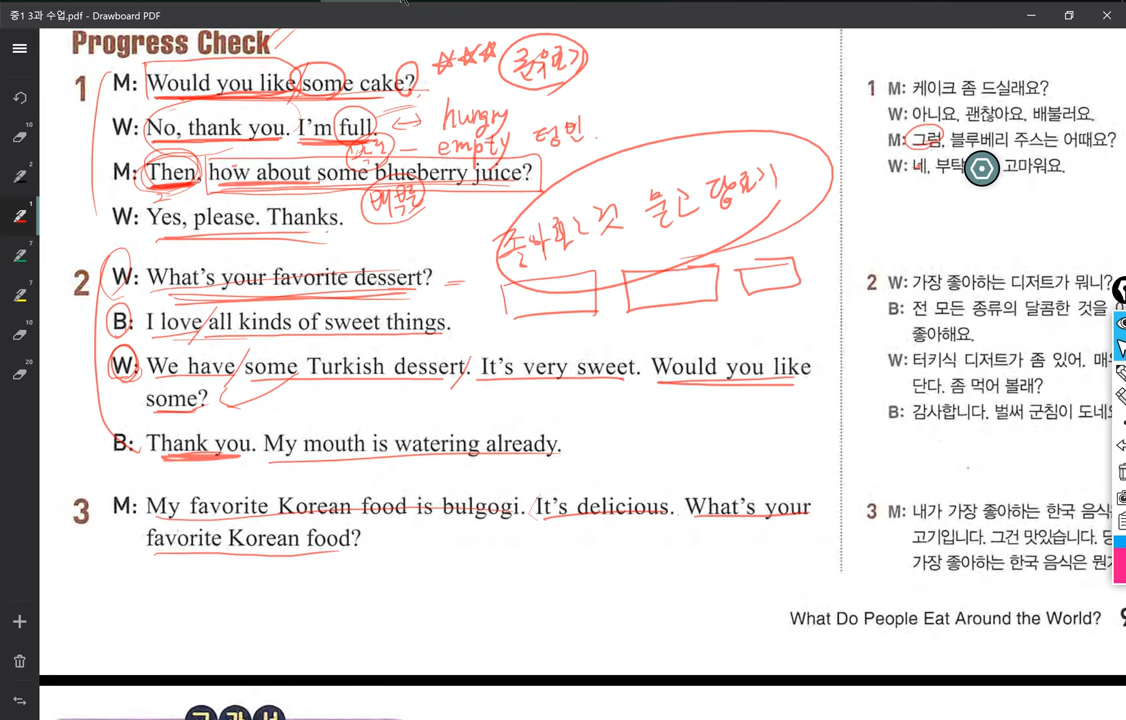 중1 3과 수업.pdf - Drawboard PDF
Progress Check
1 M: Would you like some cake?
권유하기
W: No, thank you. I'm full.
hungry
empty 텅 빈.
M: Then, how about some blueberry juice?
배부른
W: Yes, please. Thanks.
좋아하는 것 묻고 답하기
2 W: What's your favorite dessert?
B: I love all kinds of sweet things.
W: We have some Turkish dessert. It's very sweet. Would you like
some?
B: Thank you. My mouth is watering already.
3 M: My favorite Korean food is bulgogi. It's delicious. What's your
favorite Korean food?
1 M: 케이크 좀 드실래요?
W: 아니요, 괜찮아요. 배불러요.
M: 그럼, 블루베리 주스는 어때요?
W: 네, 부탁 고마워요.
2 W: 가장 좋아하는 디저트가 뭐니?
B: 전 모든 종류의 달콤한 것을
좋아해요.
W: 터키식 디저트가 좀 있어.
단다. 좀 먹어 볼래?
B: 감사합니다. 벌써 군침이 도네요
3 M: 내가 가장 좋아하는 한국 음식
고기입니다. 그건 맛있습니다.
가장 좋아하는 한국 음식은
What Do People Eat Around the World?
교과서